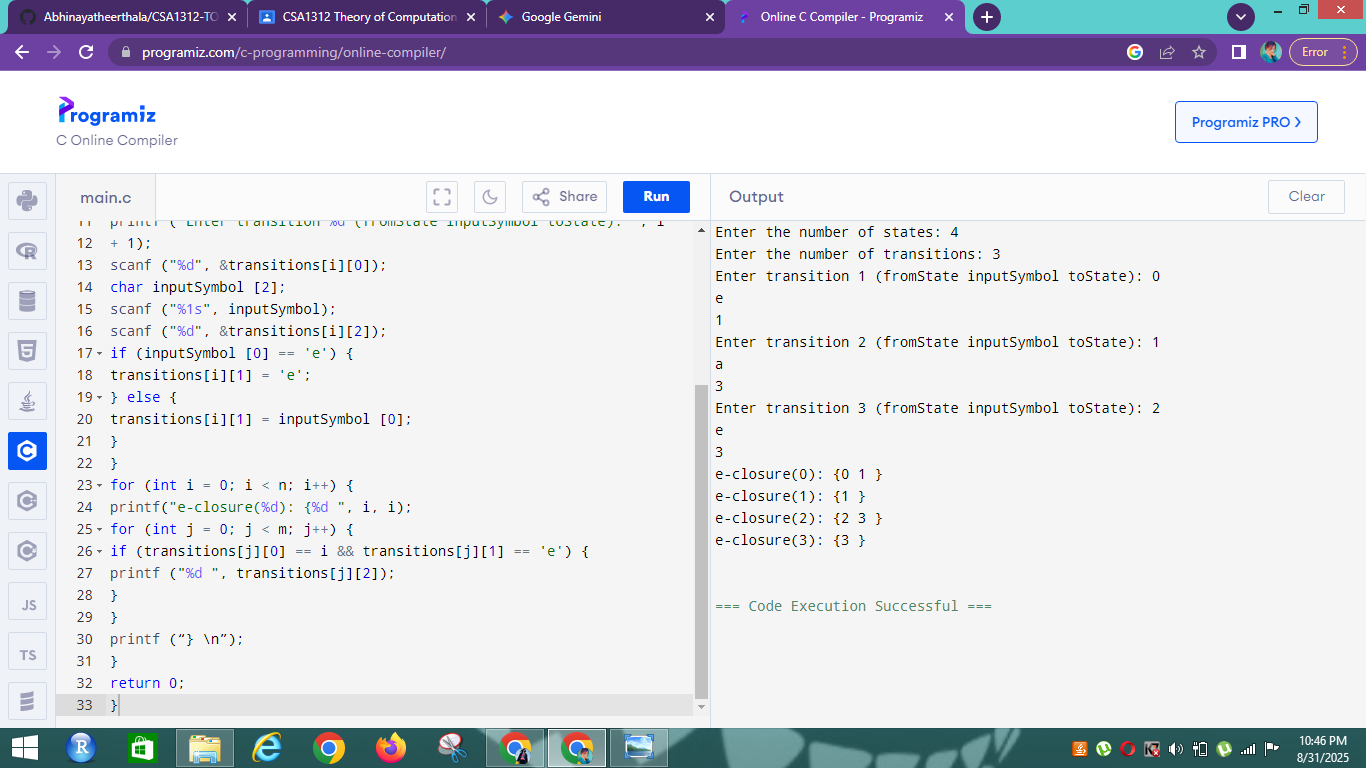 Abhinayatheerthala/CSA1312-TO
CSA1312 Theory of Computation
Google Gemini
Online C Compiler - Programiz
programiz.com/c-programming/online-compiler/
Error
Programiz
C Online Compiler
Programiz PRO
main.c
Share
Run
Output
Clear
11 printf ("Enter transition %d (fromState inputSymbol toState): ", i
12 + 1);
13 scanf ("%d", &transitions[i][0]);
14 char inputSymbol [2];
15 scanf ("%1s", inputSymbol);
16 scanf ("%d", &transitions[i][2]);
17 if (inputSymbol [0] == 'e') {
18 transitions[i][1] = 'e';
19 } else {
20 transitions[i][1] = inputSymbol [0];
21 }
22 }
23 for (int i = 0; i < n; i++) {
24 printf("e-closure(%d): {%d ", i, i);
25 for (int j = 0; j < m; j++) {
26 if (transitions[j][0] == i && transitions[j][1] == 'e') {
27 printf ("%d ", transitions[j][2]);
28 }
29 }
30 printf (“} \n”);
31 }
32 return 0;
33 }
Enter the number of states: 4
Enter the number of transitions: 3
Enter transition 1 (fromState inputSymbol toState): 0
e
1
Enter transition 2 (fromState inputSymbol toState): 1
a
3
Enter transition 3 (fromState inputSymbol toState): 2
e
3
e-closure(0): {0 1 }
e-closure(1): {1 }
e-closure(2): {2 3 }
e-closure(3): {3 }
=== Code Execution Successful ===
JS
TS
10:46 PM
8/31/2025